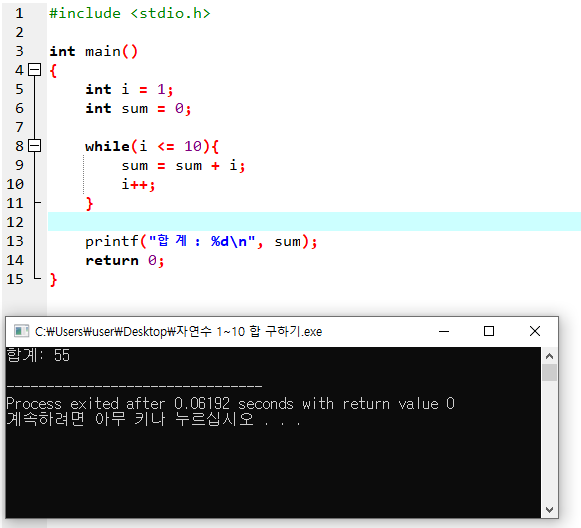 1 #include <stdio.h>
2
3 int main()
4 {
5 int i = 1;
6 int sum = 0;
7
8 while(i <= 10){
9 sum = sum + i;
10 i++;
11 }
12
13 printf("합계 : %d\n", sum);
14 return 0;
15 }
C:₩Users₩user₩Desktop₩자연수 1~10 합 구하기.exe
합계: 55
--------------------------------
Process exited after 0.06192 seconds with return value 0
계속하려면 아무 키나 누르십시오 . . .